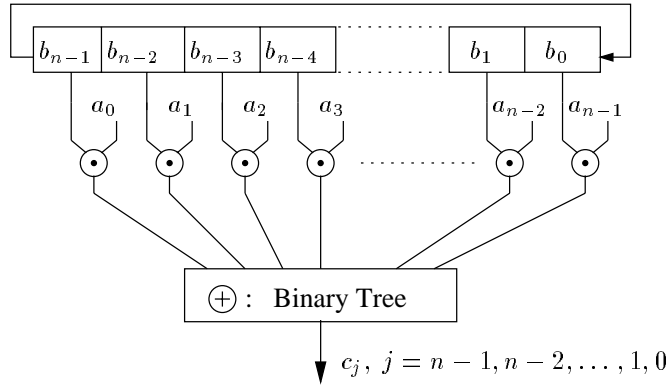 b_{n-1} b_{n-2} b_{n-3} b_{n-4} b_1 b_0
a_0 a_1 a_2 a_3 a_{n-2} a_{n-1}
⊕ : Binary Tree
c_j, j = n − 1, n − 2, ..., 1, 0